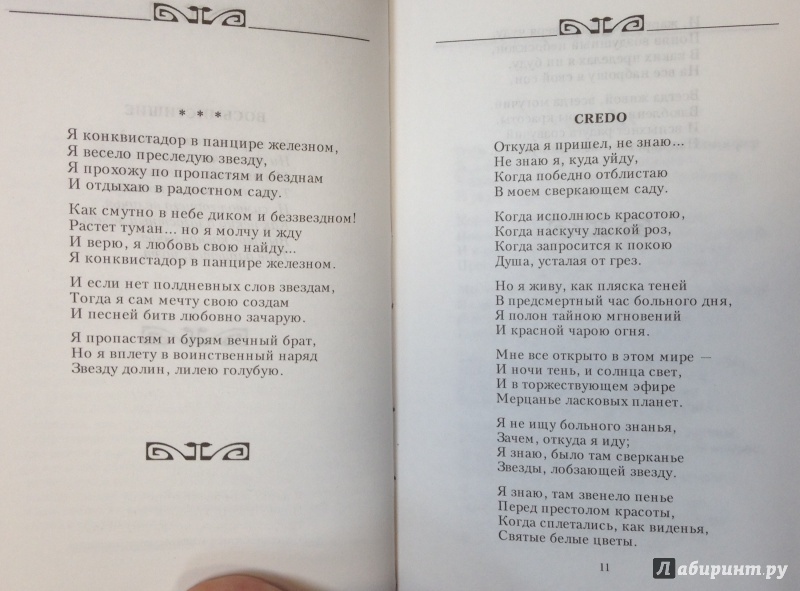 * * *
Я конквистадор в панцире железном,
Я весело преследую звезду,
Я прохожу по пропастям и безднам
И отдыхаю в радостном саду.
Как смутно в небе диком и беззвездном!
Растет туман... но я молчу и жду
И верю, я любовь свою найду...
Я конквистадор в панцире железном.
И если нет полдневных слов звездам,
Тогда я сам мечту свою создам
И песней битв любовно зачарую.
Я пропастям и бурям вечный брат,
Но я вплету в воинственный наряд
Звезду долин, лилею голубую.
CREDO
Откуда я пришел, не знаю...
Не знаю я, куда уйду,
Когда победно отблистаю
В моем сверкающем саду.
Когда исполнюсь красотою,
Когда наскучу лаской роз,
Когда запросится к покою
Душа, усталая от грез.
Но я живу, как пляска теней
В предсмертный час больного дня,
Я полон тайною мгновений
И красной чарою огня.
Мне все открыто в этом мире —
И ночи тень, и солнца свет,
И в торжествующем эфире
Мерцанье ласковых планет.
Я не ищу больного знанья,
Зачем, откуда я иду;
Я знаю, было там сверканье
Звезды, лобзающей звезду.
Я знаю, там звенело пенье
Перед престолом красоты,
Когда сплетались, как виденья,
Святые белые цветы.
11
Лабиринт.ру